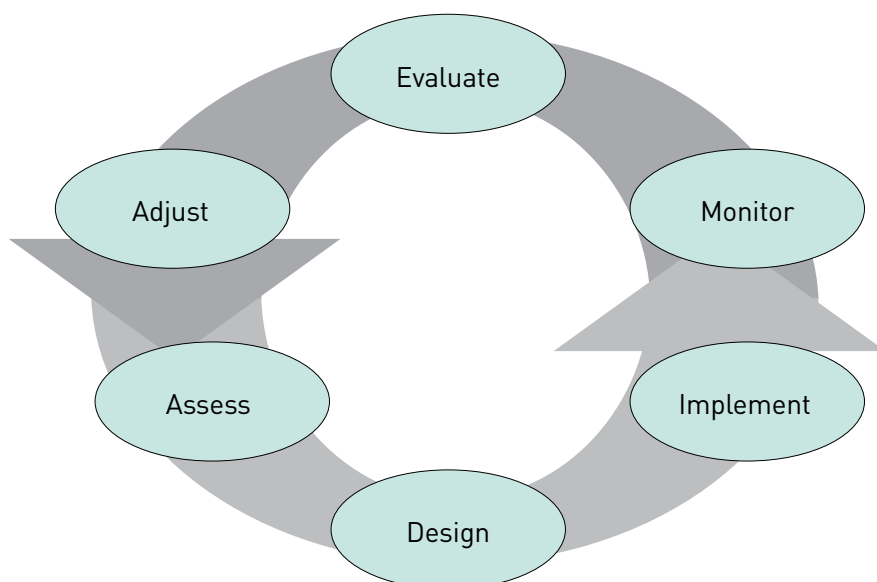 Evaluate
Adjust
Monitor
Assess
Implement
Design